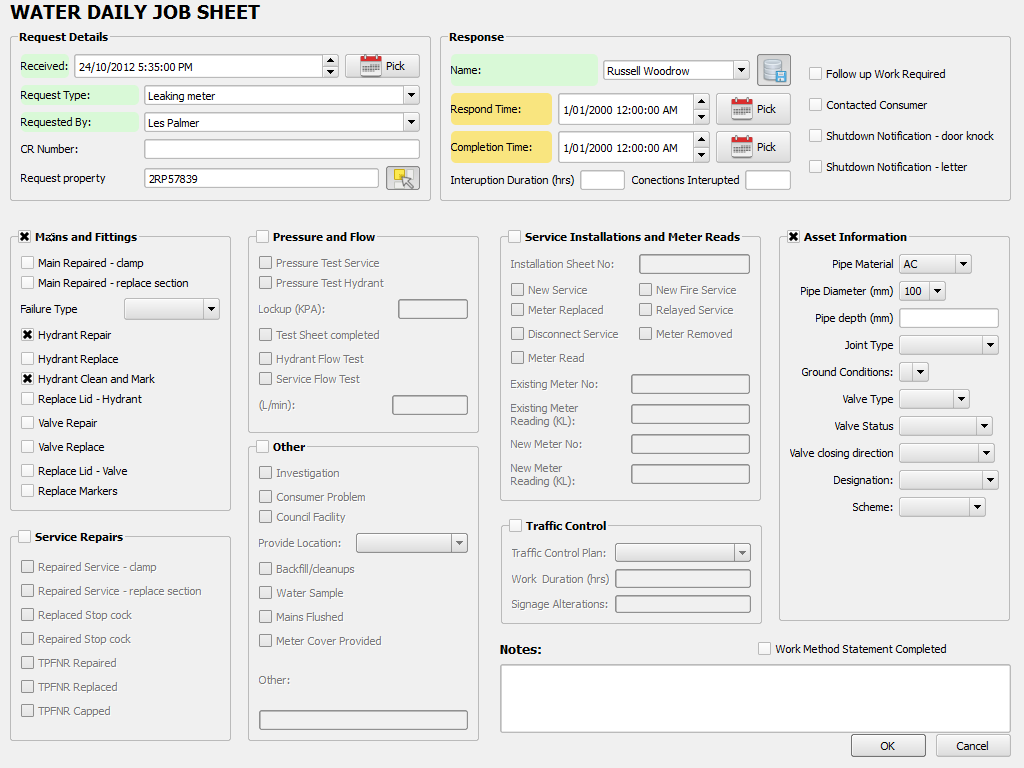 WATER DAILY JOB SHEET
Request Details
Received: 24/10/2012 5:35:00 PM Pick
Request Type: Leaking meter
Requested By: Les Palmer
CR Number:
Request property 2RP57839
Response
Name: Russell Woodrow
Respond Time: 1/01/2000 12:00:00 AM Pick
Completion Time: 1/01/2000 12:00:00 AM Pick
Interuption Duration (hrs) Conections Interupted
Follow up Work Required
Contacted Consumer
Shutdown Notification - door knock
Shutdown Notification - letter
Mains and Fittings
Main Repaired - clamp
Main Repaired - replace section
Failure Type
Hydrant Repair
Hydrant Replace
Hydrant Clean and Mark
Replace Lid - Hydrant
Valve Repair
Valve Replace
Replace Lid - Valve
Replace Markers
Service Repairs
Repaired Service - clamp
Repaired Service - replace section
Replaced Stop cock
Repaired Stop cock
TPFNR Repaired
TPFNR Replaced
TPFNR Capped
Pressure and Flow
Pressure Test Service
Pressure Test Hydrant
Lockup (KPA):
Test Sheet completed
Hydrant Flow Test
Service Flow Test
(L/min):
Other
Investigation
Consumer Problem
Council Facility
Provide Location:
Backfill/cleanups
Water Sample
Mains Flushed
Meter Cover Provided
Other:
Service Installations and Meter Reads
Installation Sheet No:
New Service New Fire Service
Meter Replaced Relayed Service
Disconnect Service Meter Removed
Meter Read
Existing Meter No:
Existing Meter
Reading (KL):
New Meter No:
New Meter
Reading (KL):
Traffic Control
Traffic Control Plan:
Work Duration (hrs)
Signage Alterations:
Asset Information
Pipe Material AC
Pipe Diameter (mm) 100
Pipe depth (mm)
Joint Type
Ground Conditions:
Valve Type
Valve Status
Valve closing direction
Designation:
Scheme:
Notes: Work Method Statement Completed
OK Cancel